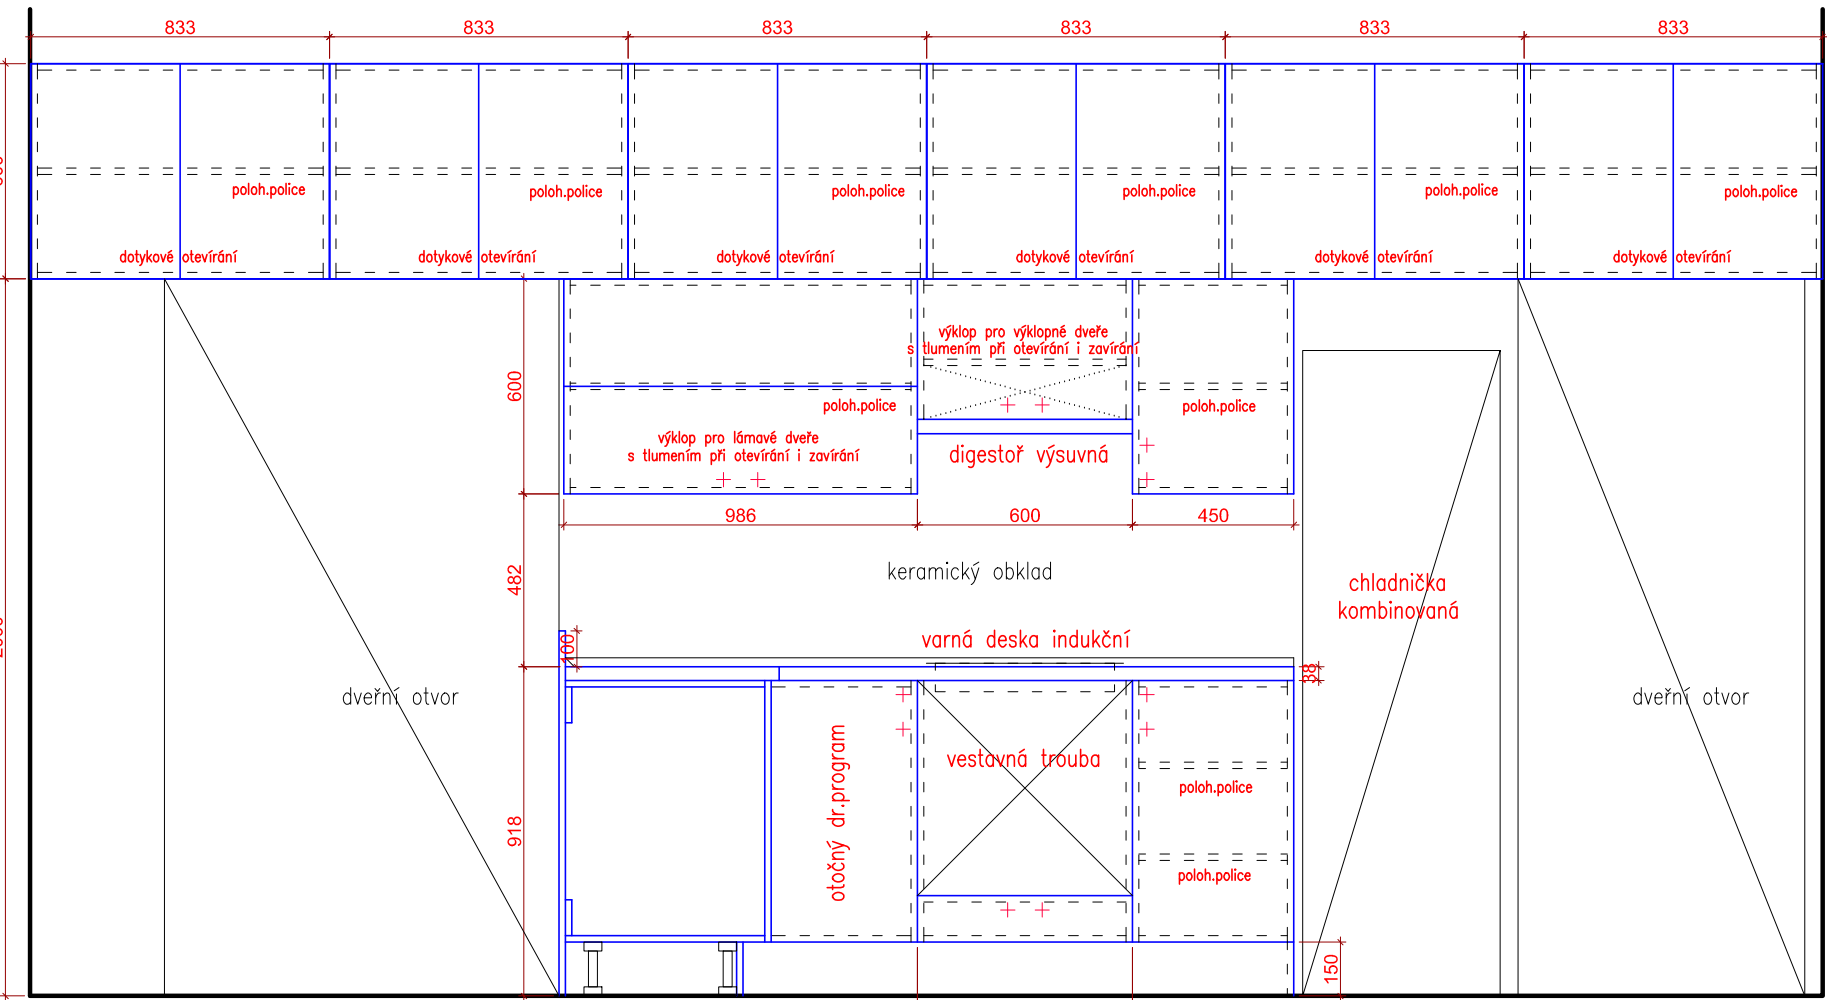 833 833 833 833 833 833
poloh.police poloh.police poloh.police poloh.police poloh.police poloh.police
dotykové otevírání dotykové otevírání dotykové otevírání dotykové otevírání dotykové otevírání dotykové otevírání
výklop pro výklopné dveře
s tlumením při otevírání i zavírání
600
poloh.police
poloh.police
výklop pro lámavé dveře
s tlumením při otevírání i zavírání
digestoř výsuvná
986 600 450
482
keramický obklad
chladnička
kombinovaná
100
varná deska indukční
38
dveřní otvor
dveřní otvor
918
otočný dr.program
vestavná trouba
poloh.police
poloh.police
150